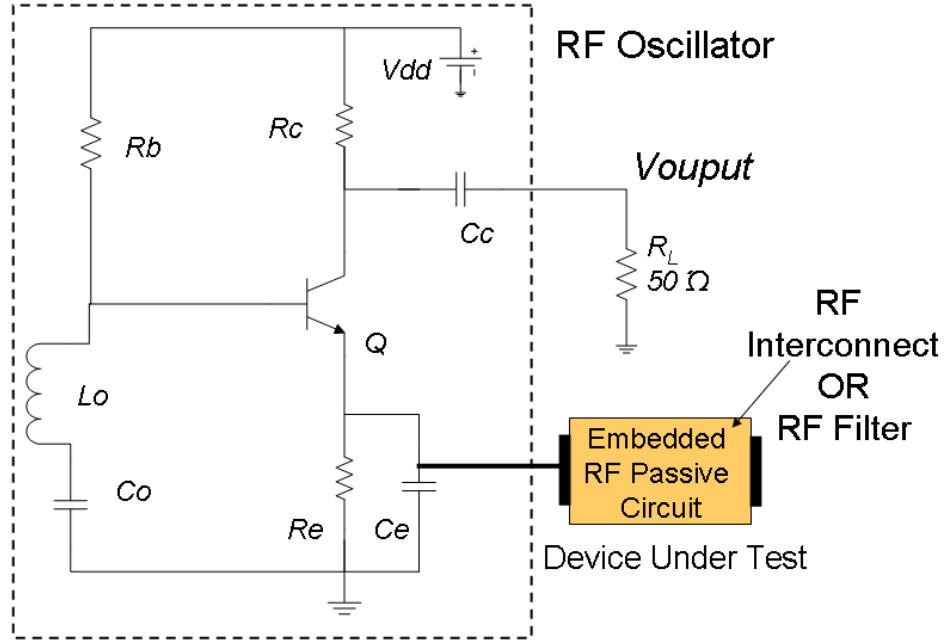 RF Oscillator
Vdd
+
-
Rb
Rc
Vouput
Cc
R_L
50 Ω
RF
Interconnect
OR
RF Filter
Q
Lo
Co
Re
Ce
Embedded
RF Passive
Circuit
Device Under Test